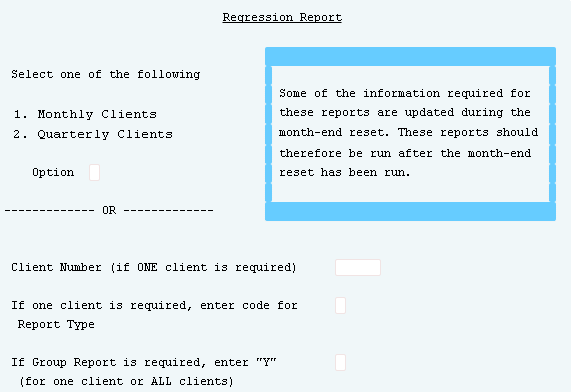 Regression Report
Select one of the following
1. Monthly Clients
2. Quarterly Clients
Option
------------- OR -------------
Some of the information required for
these reports are updated during the
month-end reset. These reports should
therefore be run after the month-end
reset has been run.
Client Number (if ONE client is required)
If one client is required, enter code for
Report Type
If Group Report is required, enter "Y"
(for one client or ALL clients)